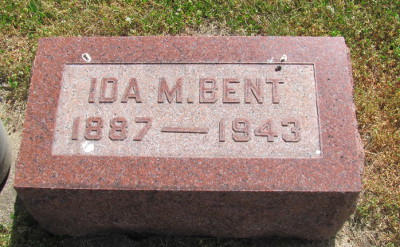 IDA M. BENT
1887 — 1943